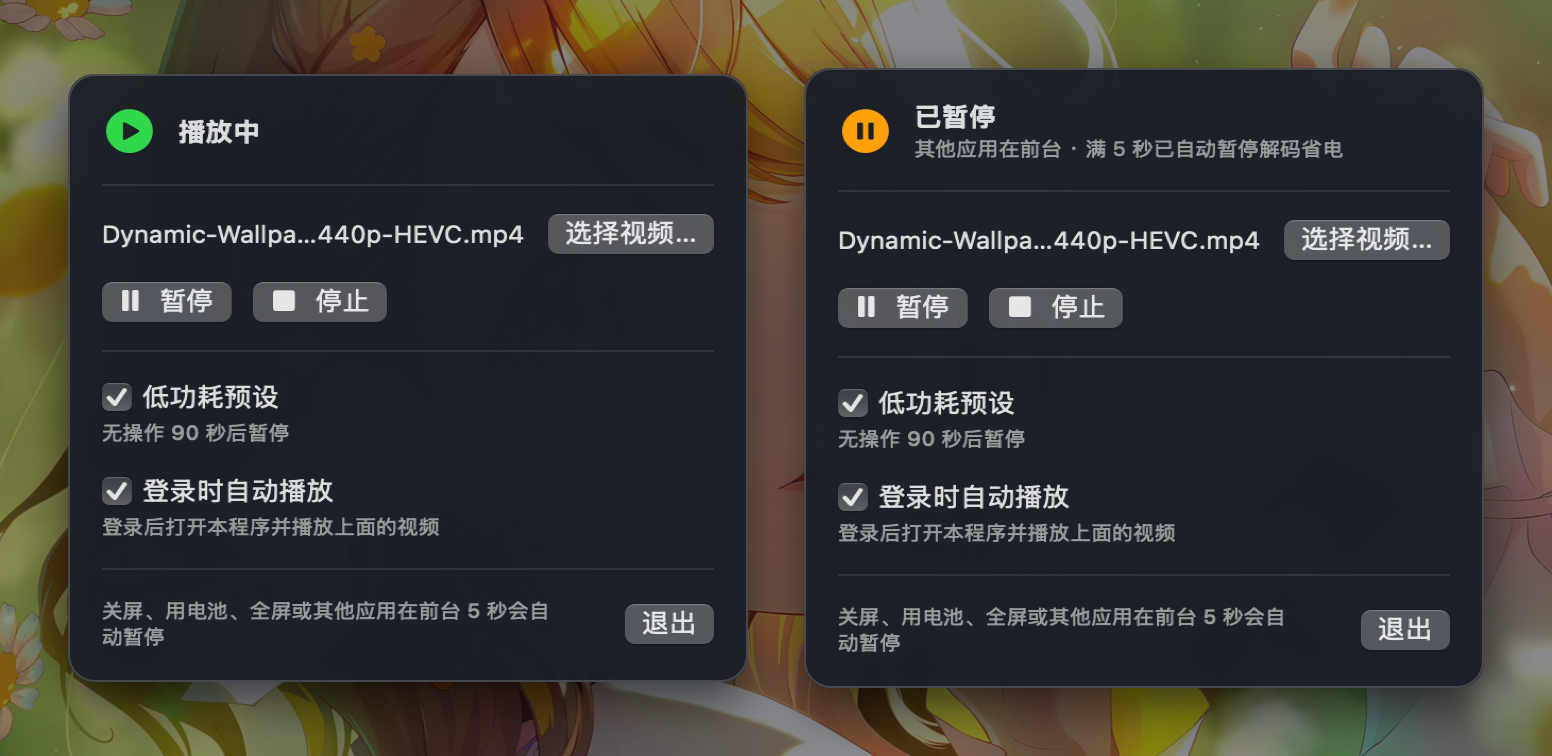 播放中
Dynamic-Wallpa...440p-HEVC.mp4
选择视频...
暂停
停止
低功耗预设
无操作 90 秒后暂停
登录时自动播放
登录后打开本程序并播放上面的视频
关屏、用电池、全屏或其他应用在前台 5 秒会自
动暂停
退出
已暂停
其他应用在前台 · 满 5 秒已自动暂停解码省电
Dynamic-Wallpa...440p-HEVC.mp4
选择视频...
暂停
停止
低功耗预设
无操作 90 秒后暂停
登录时自动播放
登录后打开本程序并播放上面的视频
关屏、用电池、全屏或其他应用在前台 5 秒会自
动暂停
退出